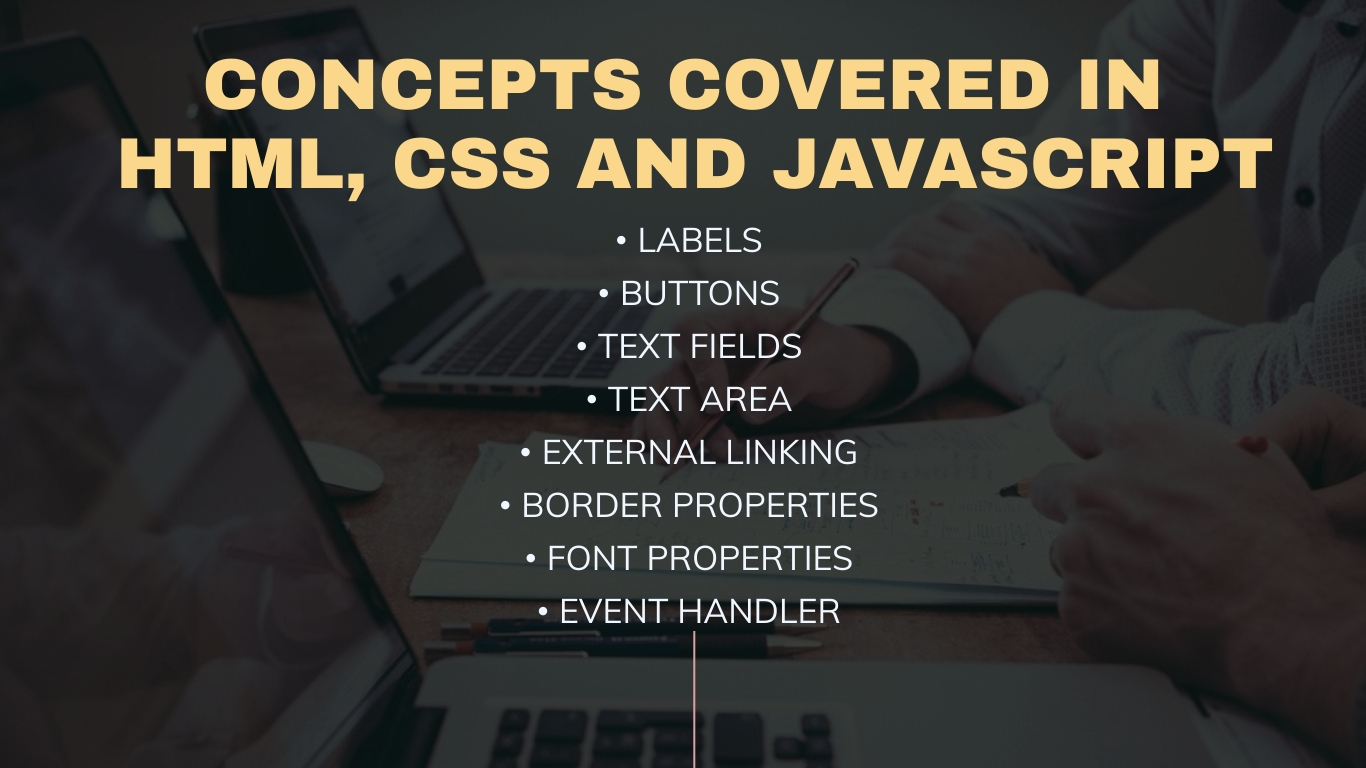 CONCEPTS COVERED IN
HTML, CSS AND JAVASCRIPT
• LABELS
• BUTTONS
• TEXT FIELDS
• TEXT AREA
• EXTERNAL LINKING
• BORDER PROPERTIES
• FONT PROPERTIES
• EVENT HANDLER